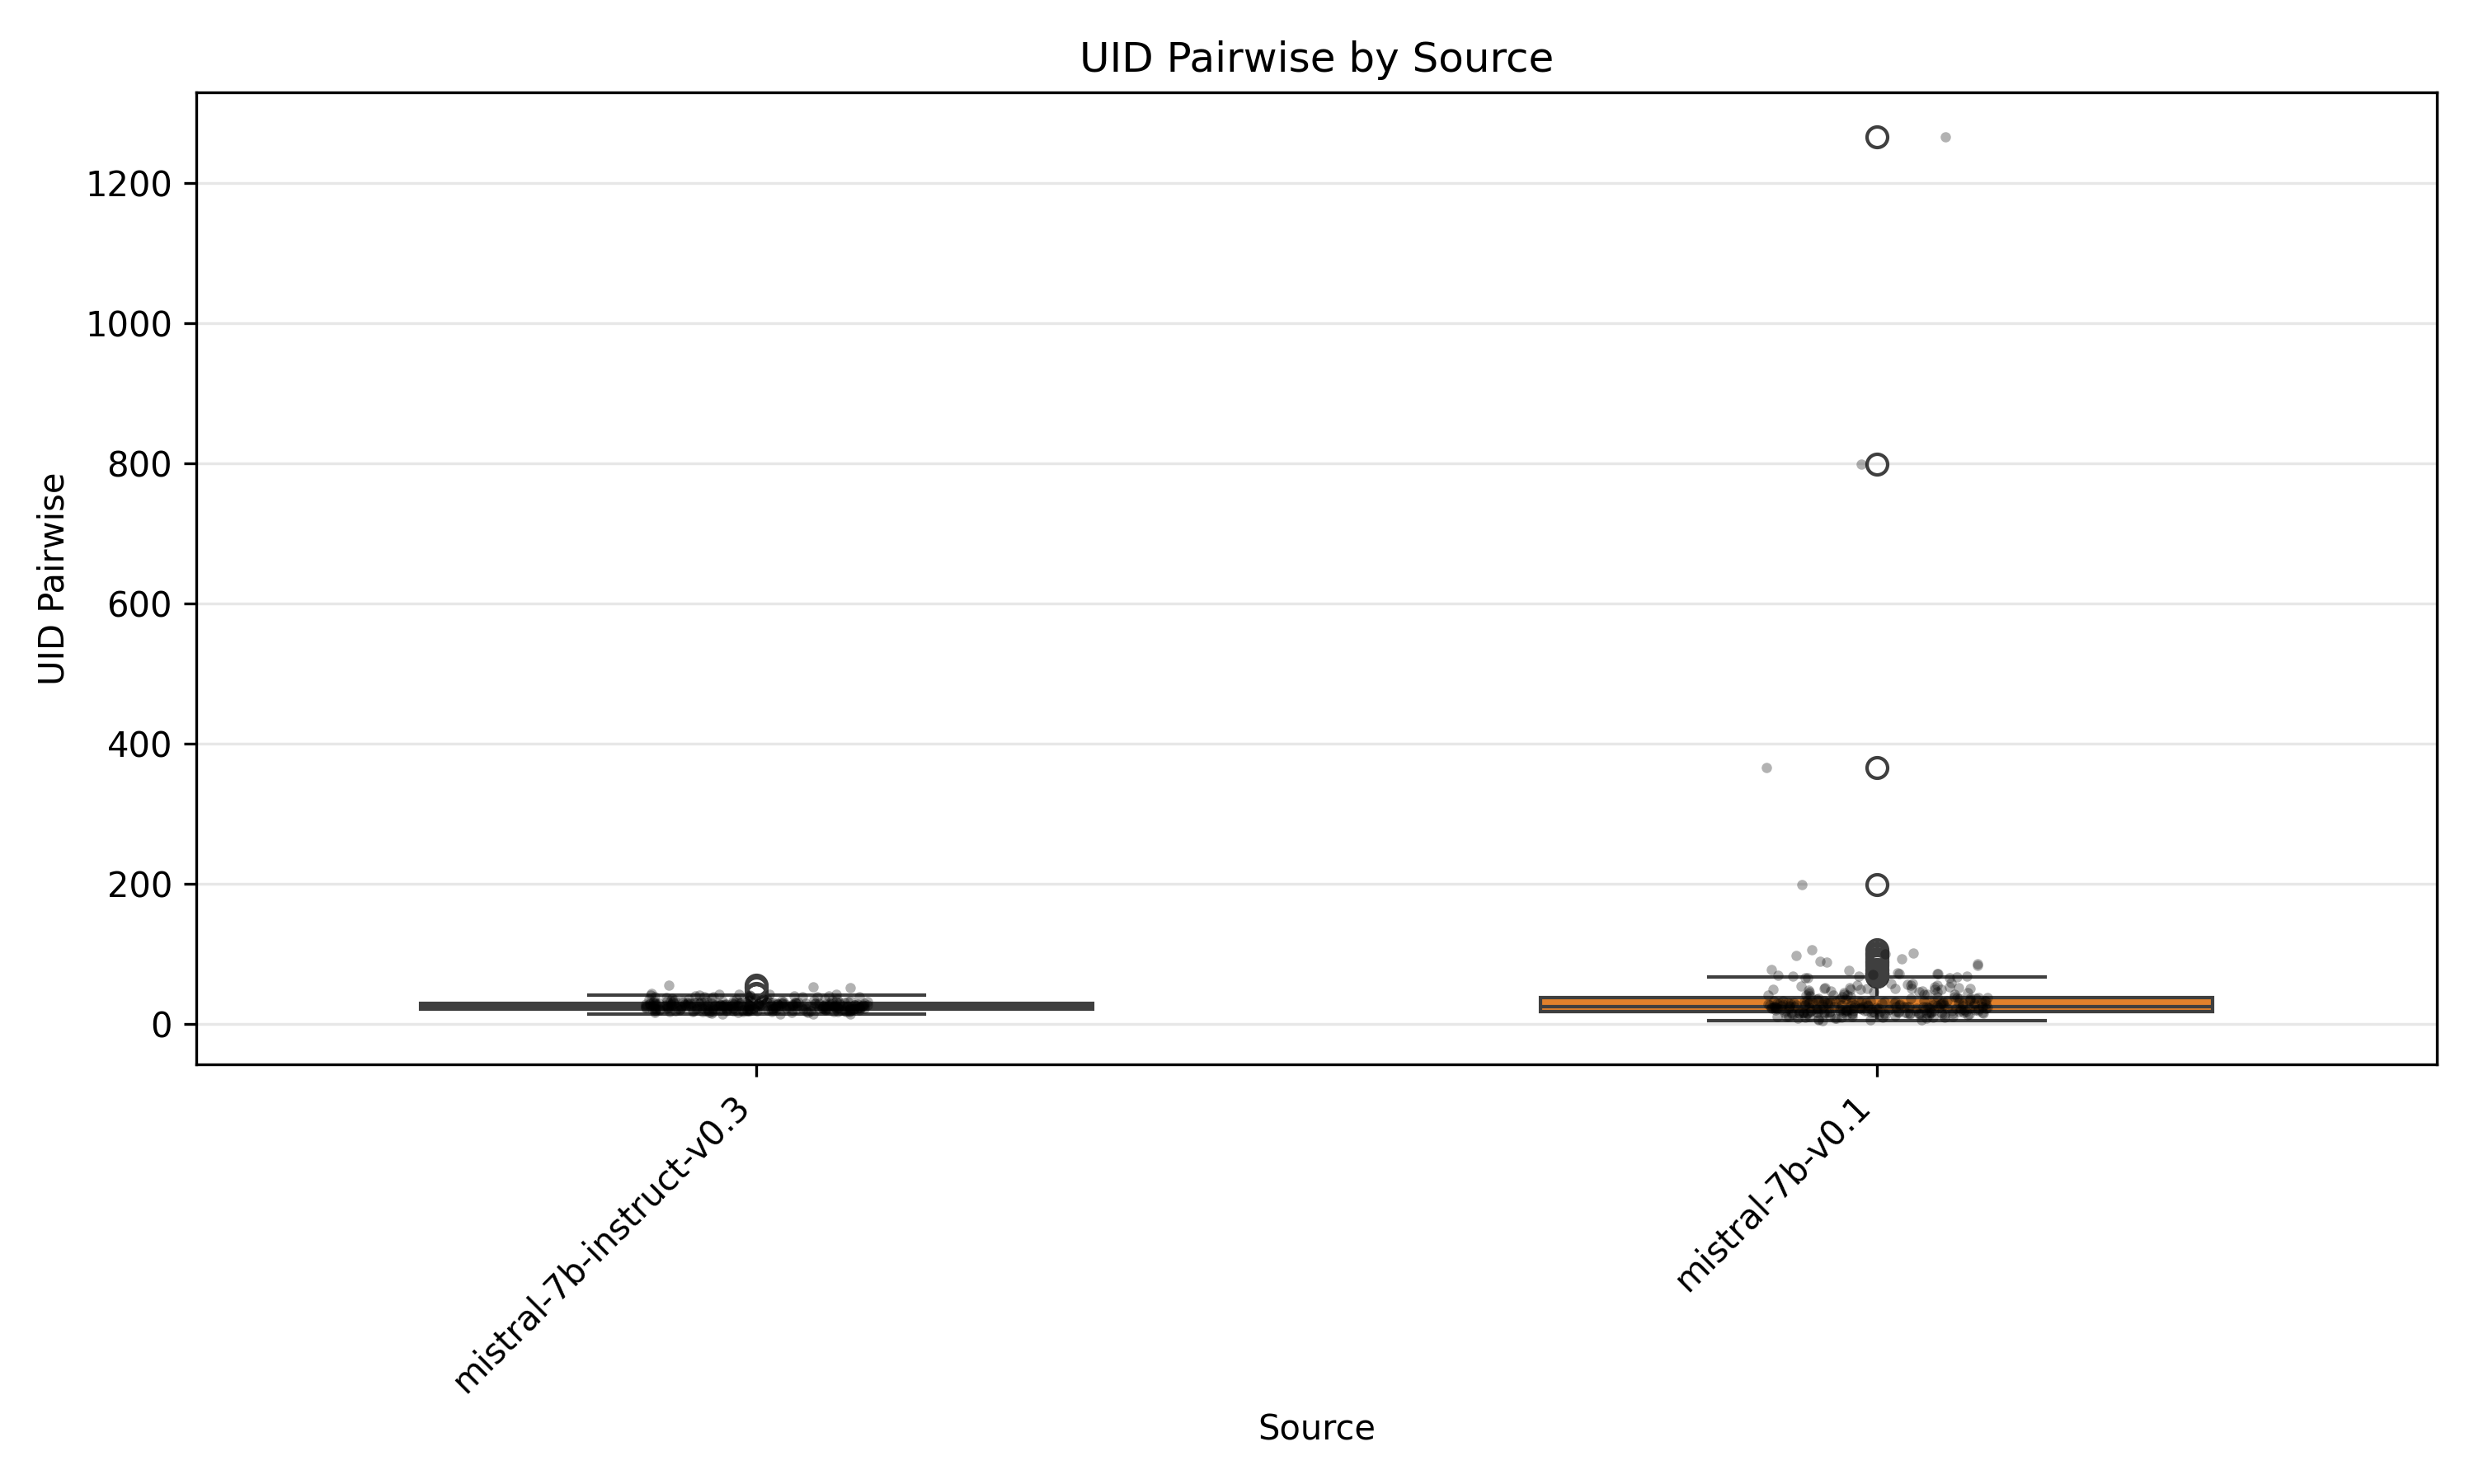 UID Pairwise by Source
UID Pairwise
1200
1000
800
600
400
200
0
mistral-7b-instruct-v0.3
mistral-7b-v0.1
Source